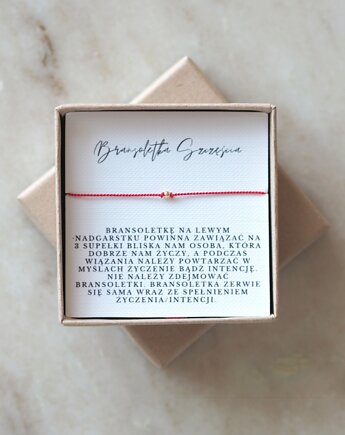 Bransoletka Szczęścia
BRANSOLETKĘ NA LEWYM
NADGARSTKU POWINNA ZAWIĄZAĆ NA
3 SUPEŁKI BLISKA NAM OSOBA, KTÓRA
DOBRZE NAM ŻYCZY, A PODCZAS
WIĄZANIA NALEŻY POWTARZAĆ W
MYŚLACH ŻYCZENIE BĄDŹ INTENCJĘ.
NIE NALEŻY ZDEJMOWAĆ
BRANSOLETKI. BRANSOLETKA ZERWIE
SIĘ SAMA WRAZ ZE SPEŁNIENIEM
ŻYCZENIA/INTENCJI.